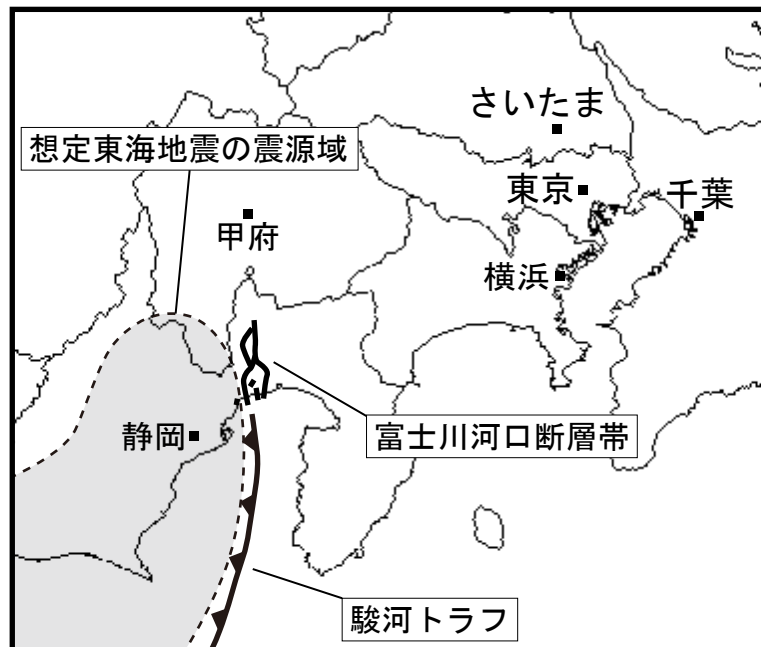 さいたま
想定東海地震の震源域
東京
千葉
甲府
横浜
静岡
富士川河口断層帯
駿河トラフ